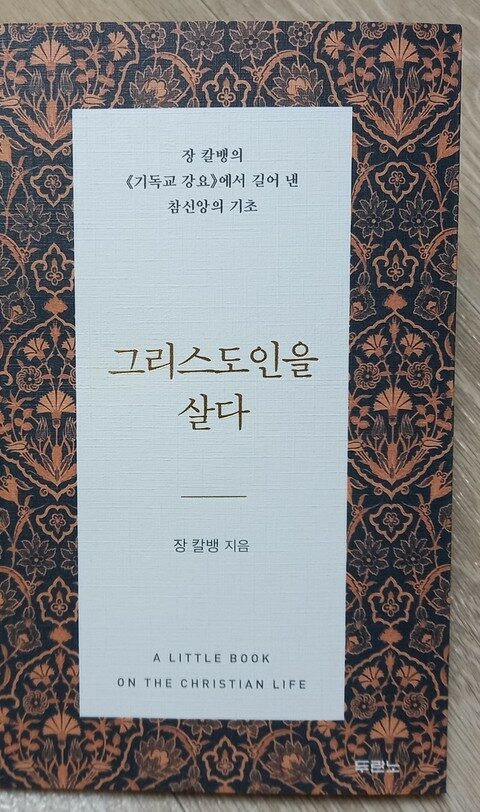 장 칼뱅의
《기독교 강요》에서 길어 낸
참신앙의 기초
그리스도인을
살다
장 칼뱅 지음
A LITTLE BOOK
ON THE CHRISTIAN LIFE
두란노